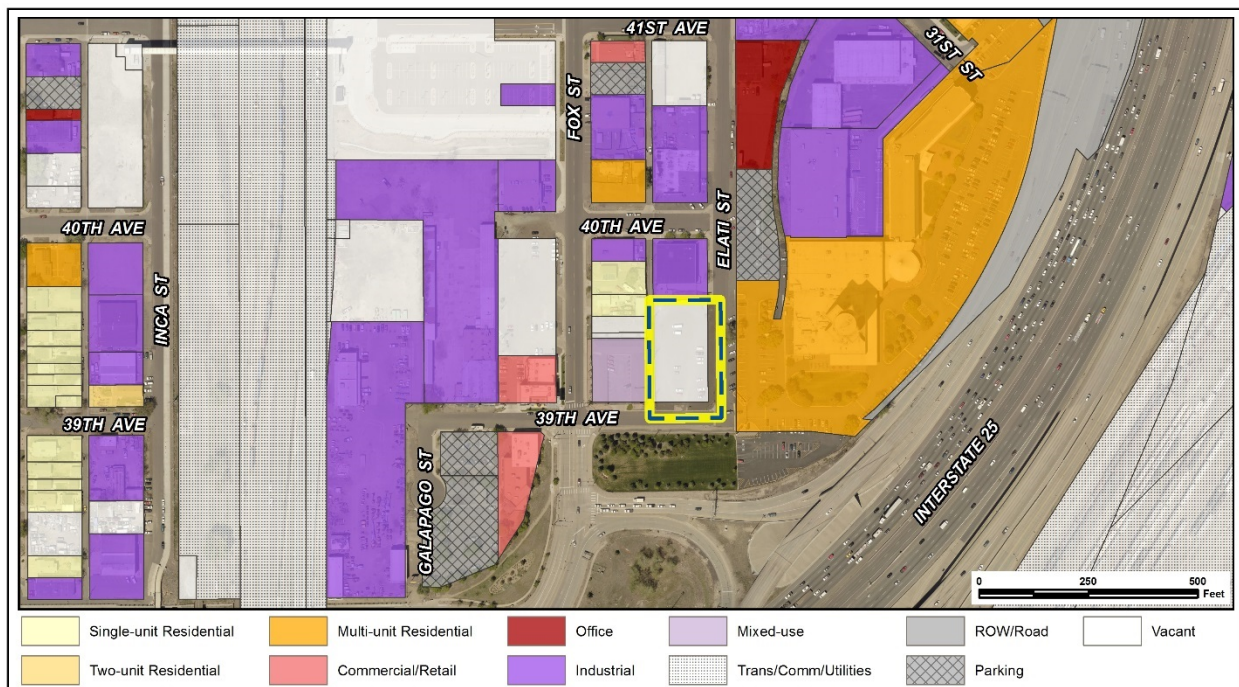 41ST AVE
31ST ST
FOX ST
40TH AVE
40TH AVE
ELATI ST
INCA ST
39TH AVE
39TH AVE
GALAPAGO ST
INTERSTATE 25
0 250 500
Feet
Single-unit Residential
Multi-unit Residential
Office
Mixed-use
ROW/Road
Vacant
Two-unit Residential
Commercial/Retail
Industrial
Trans/Comm/Utilities
Parking